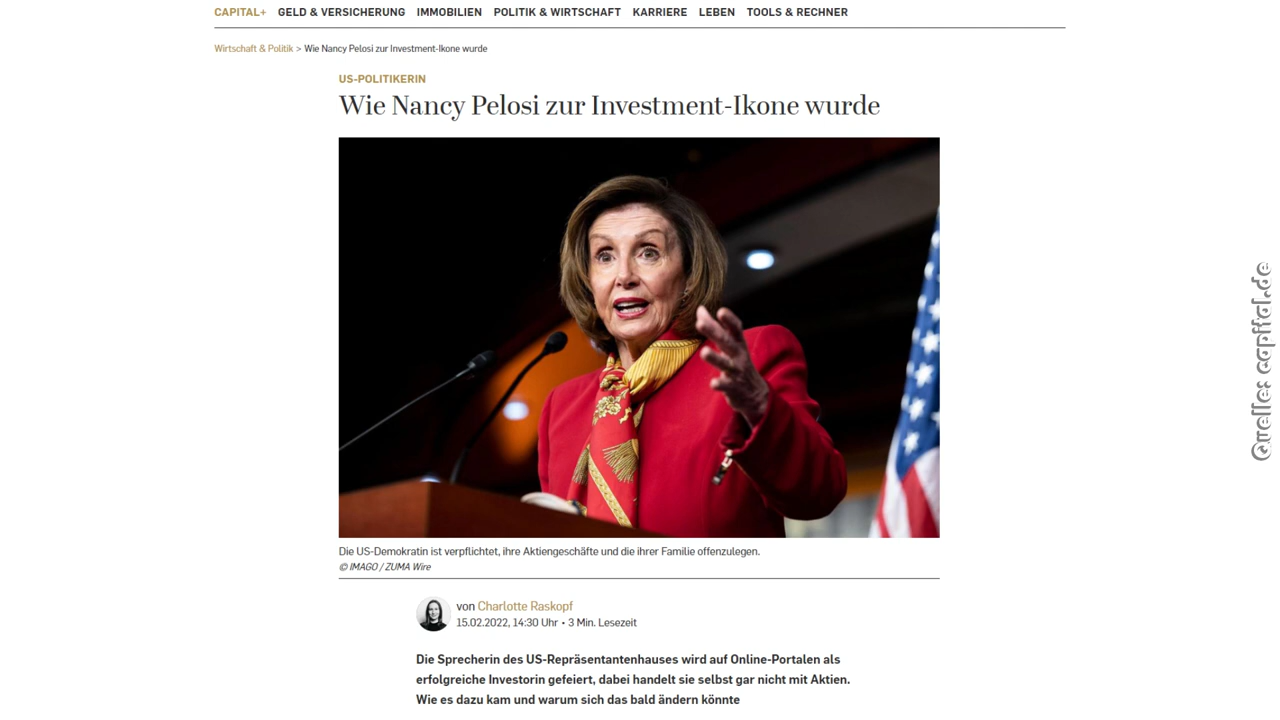 CAPITAL+ GELD & VERSICHERUNG IMMOBILIEN POLITIK & WIRTSCHAFT KARRIERE LEBEN TOOLS & RECHNER
Wirtschaft & Politik > Wie Nancy Pelosi zur Investment-Ikone wurde
US-POLITIKERIN
Wie Nancy Pelosi zur Investment-Ikone wurde
Die US-Demokratin ist verpflichtet, ihre Aktiengeschäfte und die ihrer Familie offenzulegen.
© IMAGO / ZUMA Wire
von Charlotte Raskopf
15.02.2022, 14:30 Uhr • 3 Min. Lesezeit
Die Sprecherin des US-Repräsentantenhauses wird auf Online-Portalen als
erfolgreiche Investorin gefeiert, dabei handelt sie selbst gar nicht mit Aktien.
Wie es dazu kam und warum sich das bald ändern könnte
Quelle: capital.de